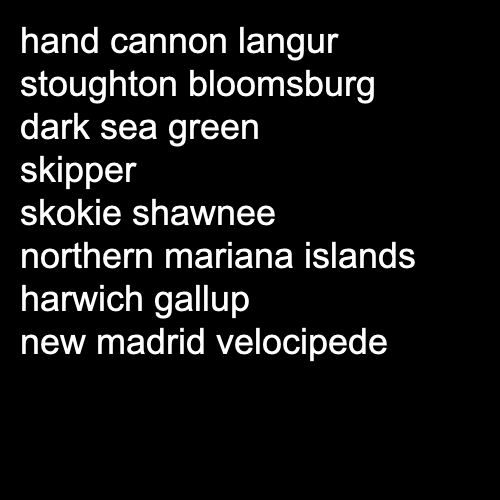 hand cannon langur
stoughton bloomsburg
dark sea green
skipper
skokie shawnee
northern mariana islands
harwich gallup
new madrid velocipede